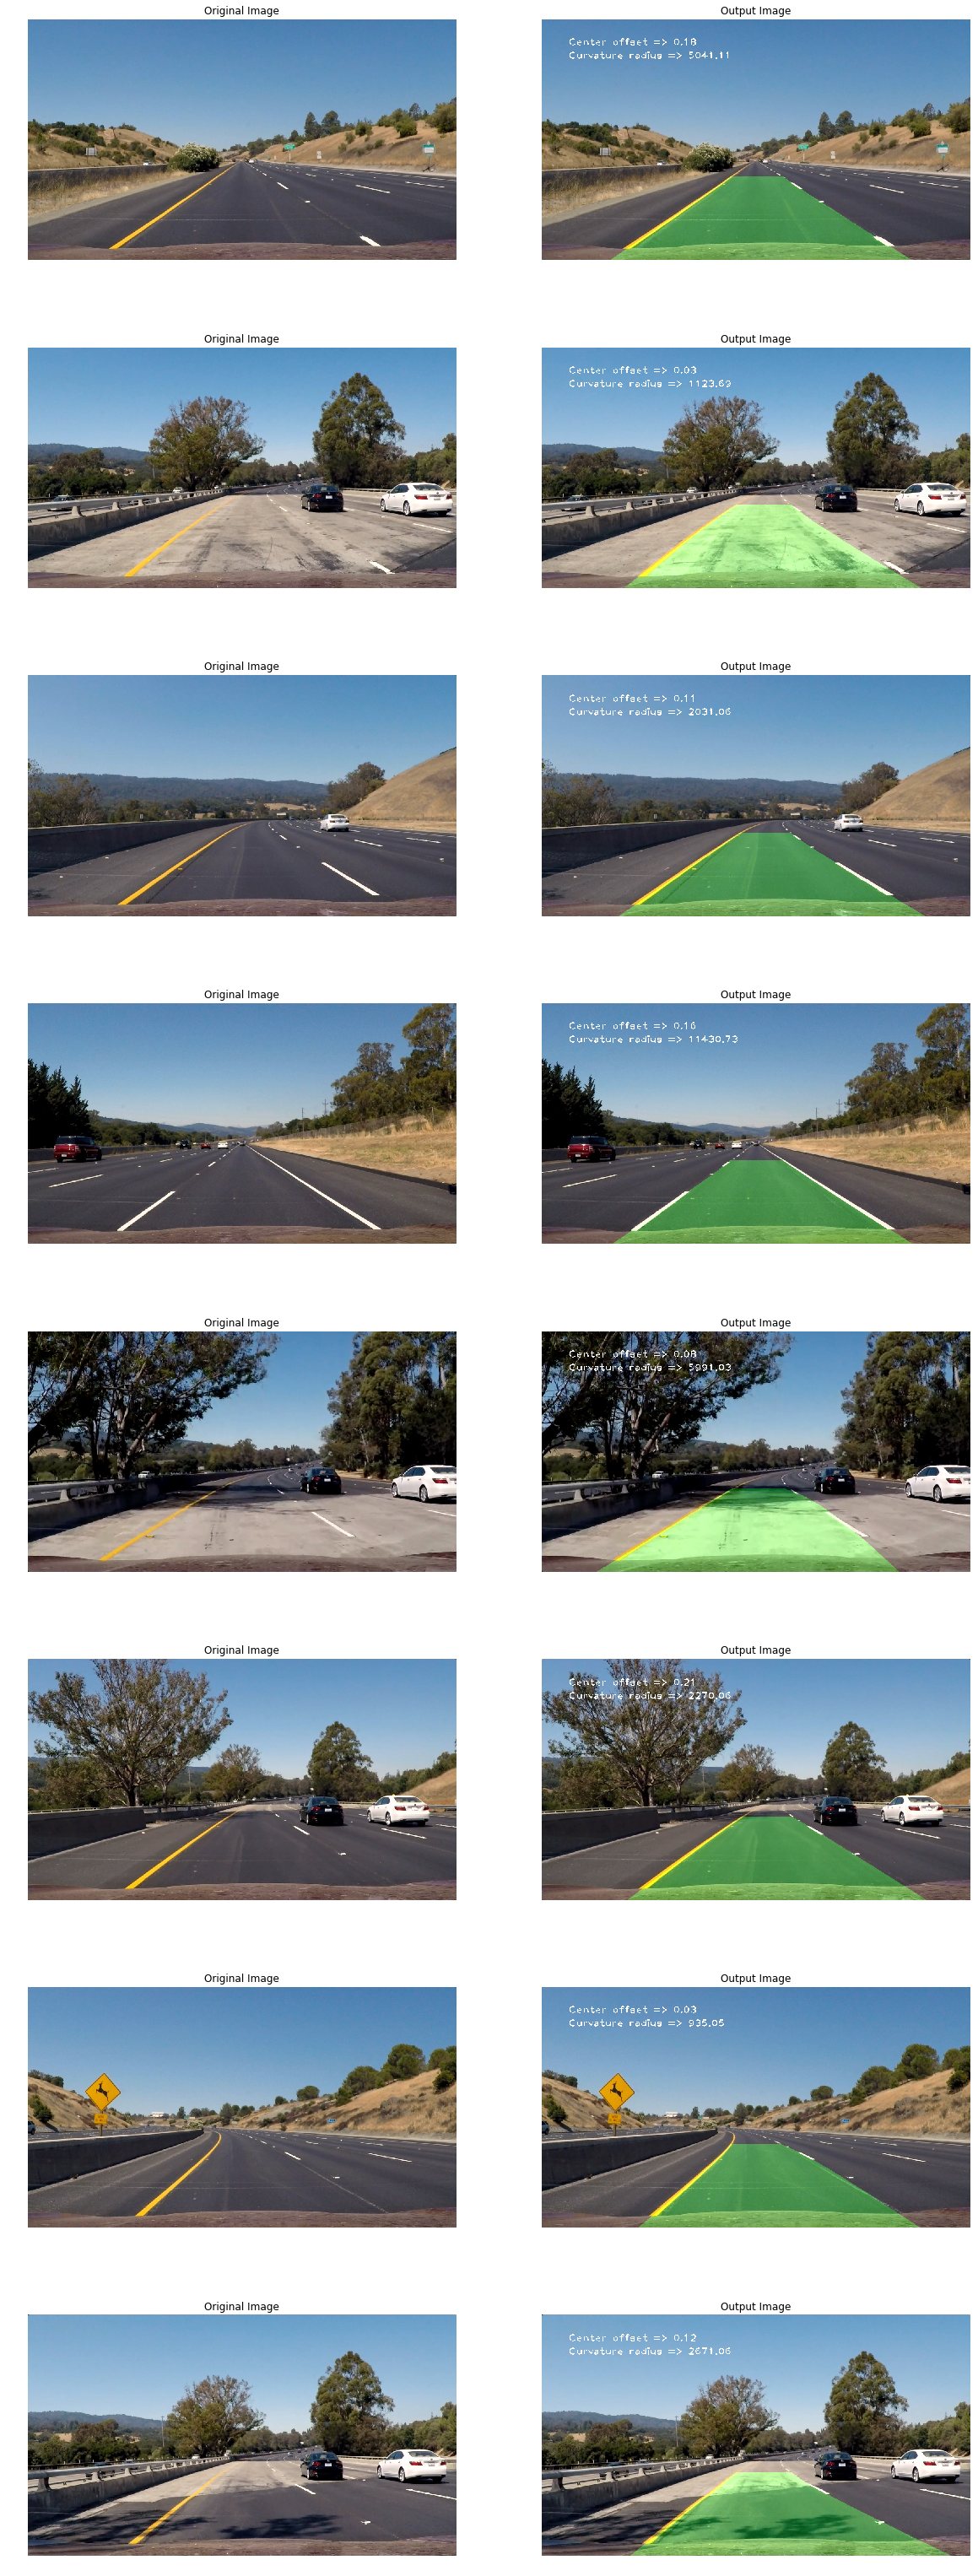 Original Image
Output Image
Center offset => 0.18
Curvature radius => 5041.11
Original Image
Output Image
Center offset => 0.03
Curvature radius => 1123.69
Original Image
Output Image
Center offset => 0.11
Curvature radius => 2031.06
Original Image
Output Image
Center offset => 0.16
Curvature radius => 11430.73
Original Image
Output Image
Center offset => 0.08
Curvature radius => 5991.03
Original Image
Output Image
Center offset => 0.21
Curvature radius => 2270.06
Original Image
Output Image
Center offset => 0.03
Curvature radius => 935.05
Original Image
Output Image
Center offset => 0.12
Curvature radius => 2671.06